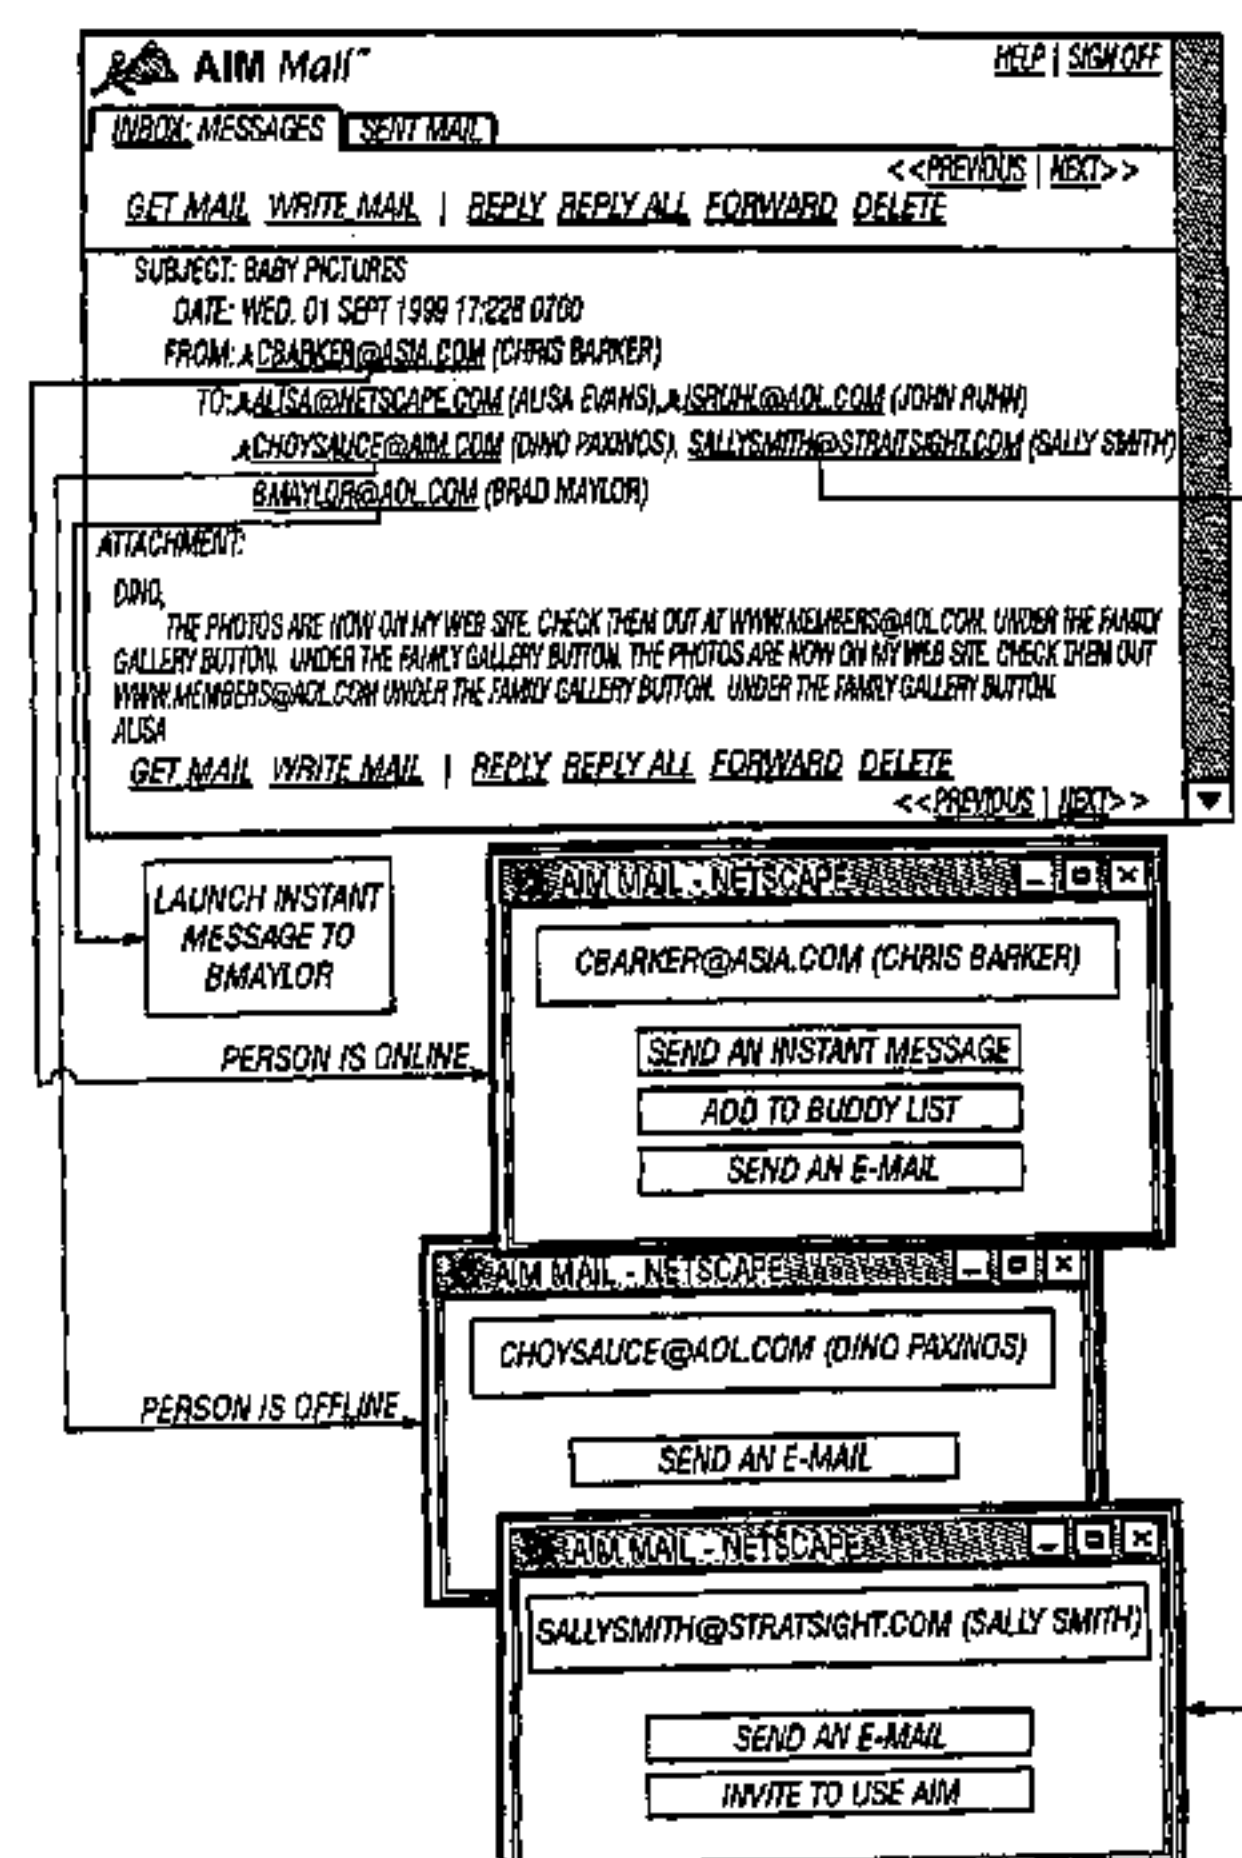 AIM Mail™
HELP | SIGN OFF
INBOX: MESSAGES SENT MAIL
<<PREVIOUS | NEXT>>
GET MAIL WRITE MAIL | REPLY REPLY ALL FORWARD DELETE
SUBJECT: BABY PICTURES
DATE: WED. 01 SEPT 1999 17:228 0700
FROM: CBARKER@ASIA.COM (CHRIS BARKER)
TO: ALISA@NETSCAPE.COM (ALISA EVANS), ISRUHL@AOL.COM (JOHN RUHN)
CHOYSAUCE@AIM.COM (DINO PAXINOS), SALLYSMITH@STRAITSIGHT.COM (SALLY SMITH)
BMAYLOR@AOL.COM (BRAD MAYLOR)
ATTACHMENT:
DINO,
THE PHOTOS ARE NOW ON MY WEB SITE. CHECK THEM OUT AT WWW.MEMBERS@AOL.COM. UNDER THE FAMILY
GALLERY BUTTON. UNDER THE FAMILY GALLERY BUTTON. THE PHOTOS ARE NOW ON MY WEB SITE. CHECK THEM OUT
WWW.MEMBERS@AOL.COM UNDER THE FAMILY GALLERY BUTTON. UNDER THE FAMILY GALLERY BUTTON.
ALISA
GET MAIL WRITE MAIL | REPLY REPLY ALL FORWARD DELETE
<<PREVIOUS | NEXT>>
LAUNCH INSTANT
MESSAGE TO
BMAYLOR
AIM MAIL - NETSCAPE
CBARKER@ASIA.COM (CHRIS BARKER)
PERSON IS ONLINE
SEND AN INSTANT MESSAGE
ADD TO BUDDY LIST
SEND AN E-MAIL
AIM MAIL - NETSCAPE
CHOYSAUCE@AOL.COM (DINO PAXINOS)
PERSON IS OFFLINE
SEND AN E-MAIL
AIM MAIL - NETSCAPE
SALLYSMITH@STRATSIGHT.COM (SALLY SMITH)
SEND AN E-MAIL
INVITE TO USE AIM